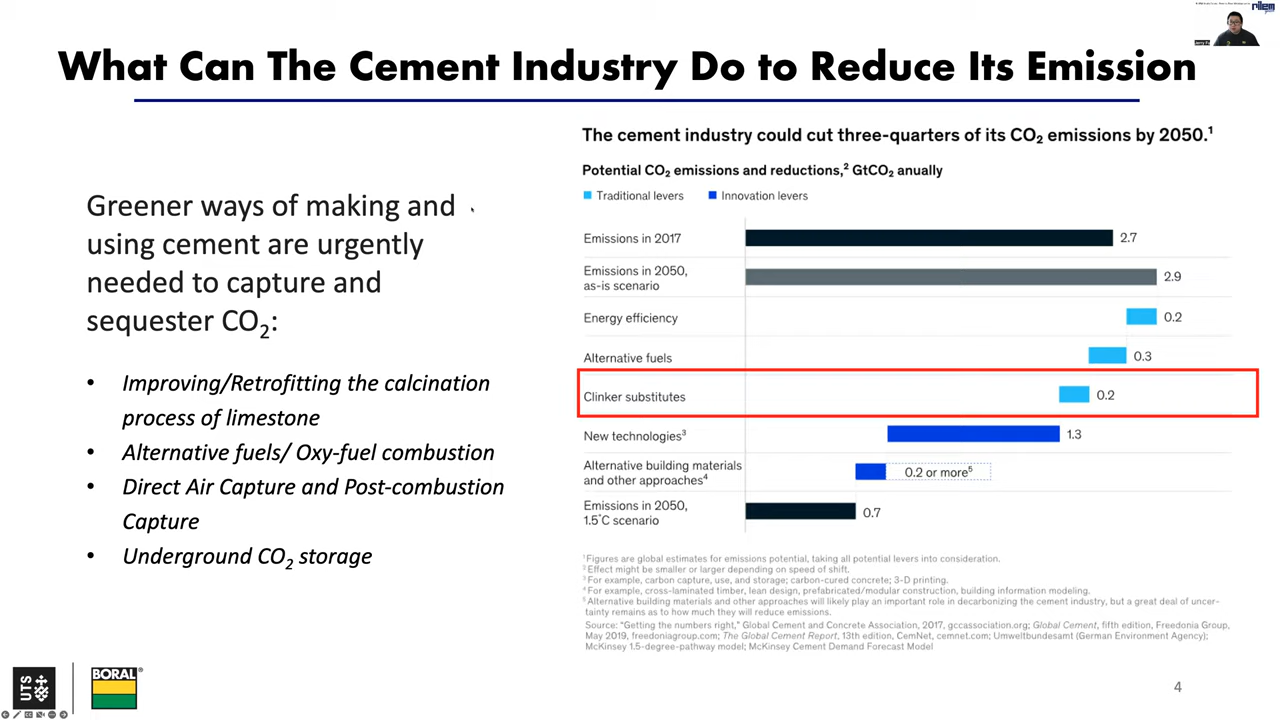 rilem
What Can The Cement Industry Do to Reduce Its Emission
Greener ways of making and
using cement are urgently
needed to capture and
sequester CO₂:
• Improving/Retrofitting the calcination
process of limestone
• Alternative fuels/ Oxy-fuel combustion
• Direct Air Capture and Post-combustion
Capture
• Underground CO₂ storage
The cement industry could cut three-quarters of its CO₂ emissions by 2050.¹
Potential CO₂ emissions and reductions,² GtCO₂ anually
Traditional levers Innovation levers
Emissions in 2017 2.7
Emissions in 2050,
as-is scenario 2.9
Energy efficiency 0.2
Alternative fuels 0.3
Clinker substitutes 0.2
New technologies³ 1.3
Alternative building materials
and other approaches⁴ 0.2 or more⁵
Emissions in 2050,
1.5°C scenario 0.7
¹ Figures are global estimates for emissions potential, taking all potential levers into consideration.
² Effect might be smaller or larger depending on speed of shift.
³ For example, carbon capture, use, and storage; carbon-cured concrete; 3-D printing.
⁴ For example, cross-laminated timber, lean design, prefabricated/modular construction, building information modeling.
⁵ Alternative building materials and other approaches will likely play an important role in decarbonizing the cement industry, but a great deal of uncer-
tainty remains as to how much they will reduce emissions.
Source: “Getting the numbers right,” Global Cement and Concrete Association, 2017, gccassociation.org; Global Cement, fifth edition, Freedonia Group,
May 2019, freedoniagroup.com; The Global Cement Report, 13th edition, CemNet, cemnet.com; Umweltbundesamt (German Environment Agency);
McKinsey 1.5-degree-pathway model; McKinsey Cement Demand Forecast Model
UTS
BORAL®
4